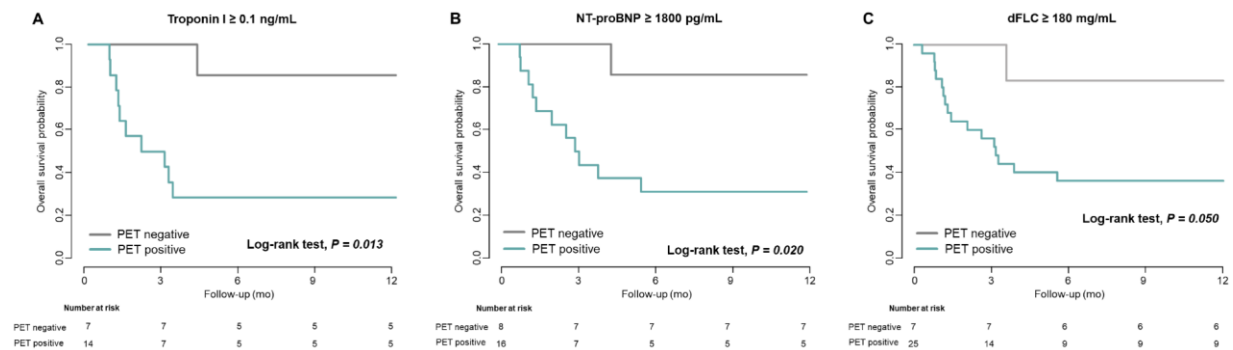 A Troponin I ≥ 0.1 ng/mL
Overall survival probability
1.0
0.8
0.6
0.4
0.2
0.0
PET negative
PET positive
Log-rank test, P = 0.013
0 3 6 9 12
Follow-up (mo)
Number at risk
PET negative 7 7 5 5 5
PET positive 14 7 5 5 5
B NT-proBNP ≥ 1800 pg/mL
Overall survival probability
1.0
0.8
0.6
0.4
0.2
0.0
PET negative
PET positive
Log-rank test, P = 0.020
0 3 6 9 12
Follow-up (mo)
Number at risk
PET negative 8 7 7 7 7
PET positive 16 7 5 5 5
C dFLC ≥ 180 mg/mL
Overall survival probability
1.0
0.8
0.6
0.4
0.2
0.0
PET negative
PET positive
Log-rank test, P = 0.050
0 3 6 9 12
Follow-up (mo)
Number at risk
PET negative 7 7 6 6 6
PET positive 25 14 9 9 9